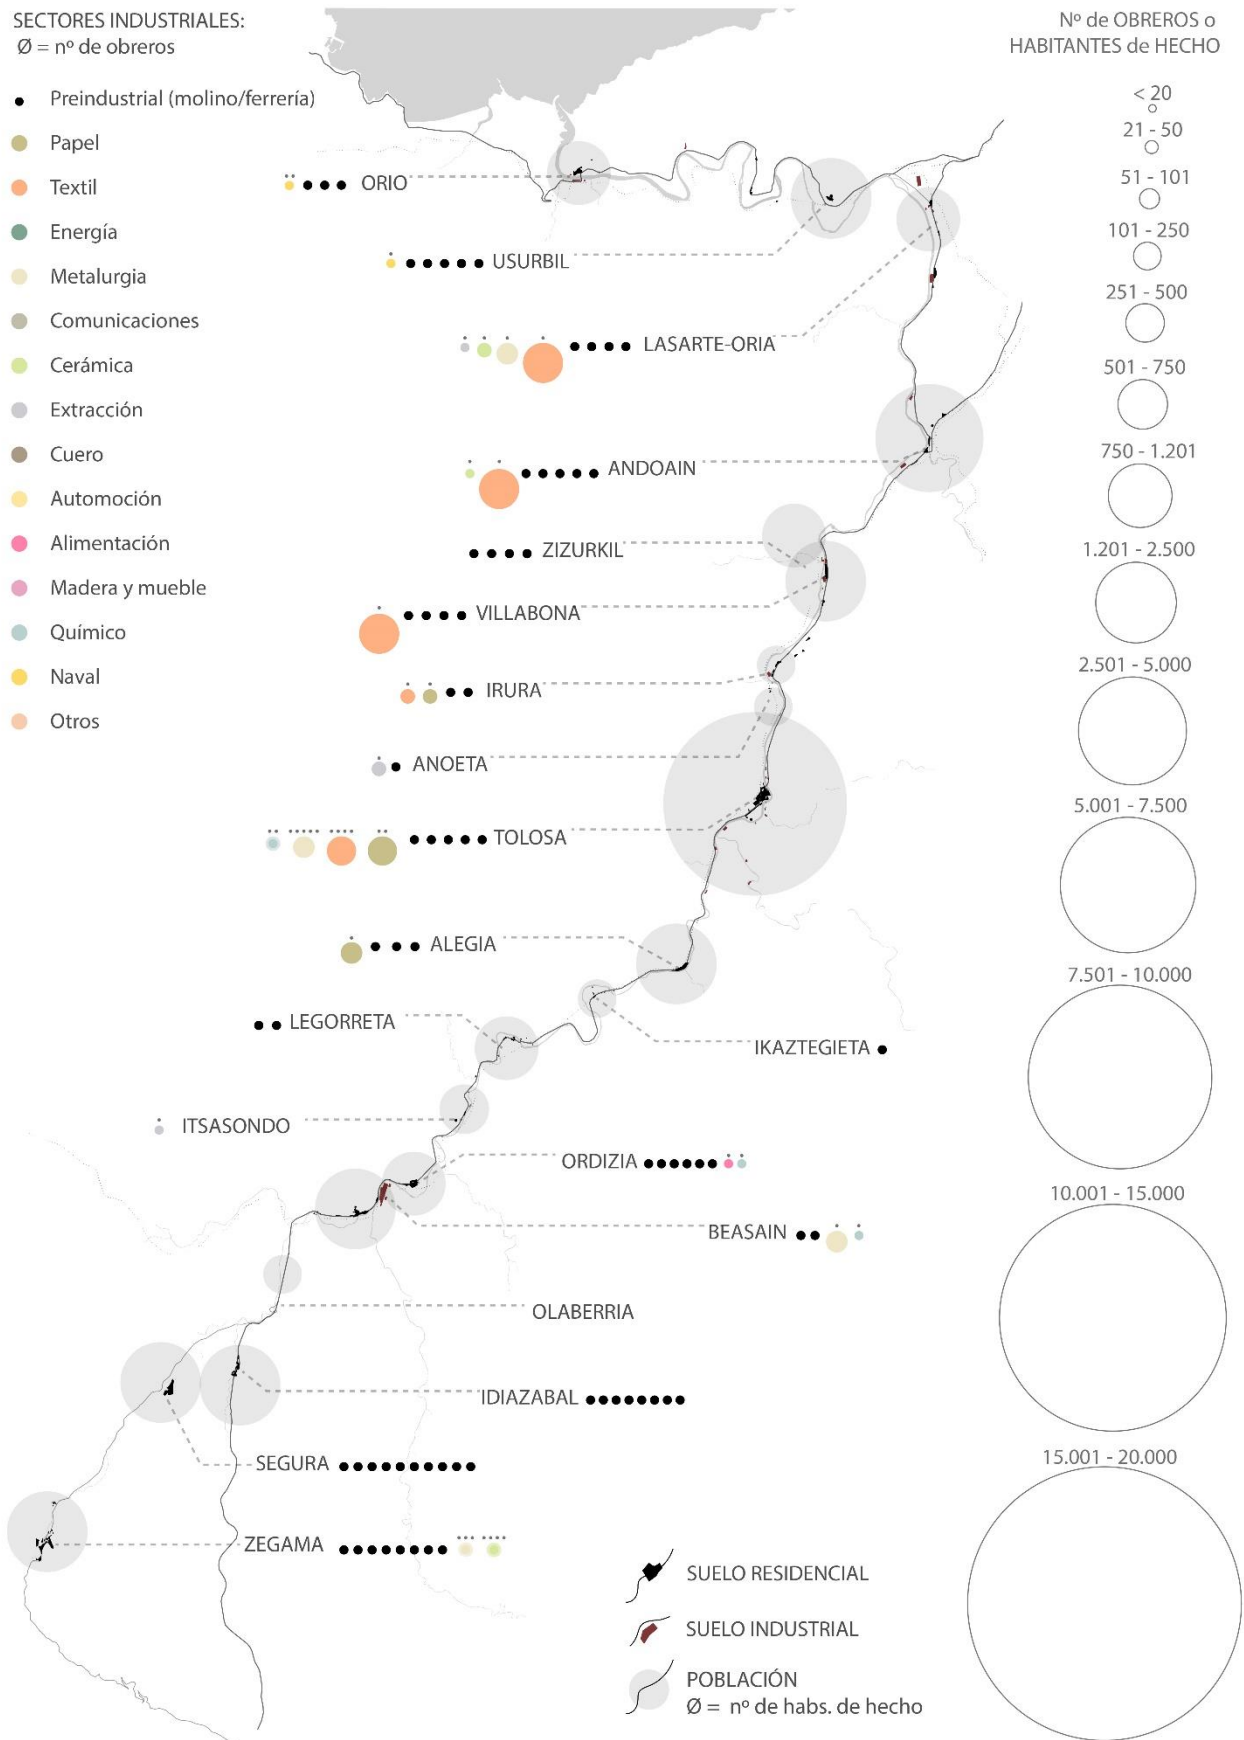 SECTORES INDUSTRIALES:
Ø = nº de obreros
Preindustrial (molino/ferrería)
Papel
Textil
Energía
Metalurgia
Comunicaciones
Cerámica
Extracción
Cuero
Automoción
Alimentación
Madera y mueble
Químico
Naval
Otros
ORIO
USURBIL
LASARTE-ORIA
ANDOAIN
ZIZURKIL
VILLABONA
IRURA
ANOETA
TOLOSA
ALEGIA
LEGORRETA
IKAZTEGIETA
ITSASONDO
ORDIZIA
BEASAIN
OLABERRIA
IDIAZABAL
SEGURA
ZEGAMA
Nº de OBREROS o
HABITANTES de HECHO
< 20
21 - 50
51 - 101
101 - 250
251 - 500
501 - 750
750 - 1.201
1.201 - 2.500
2.501 - 5.000
5.001 - 7.500
7.501 - 10.000
10.001 - 15.000
15.001 - 20.000
SUELO RESIDENCIAL
SUELO INDUSTRIAL
POBLACIÓN
Ø = nº de habs. de hecho